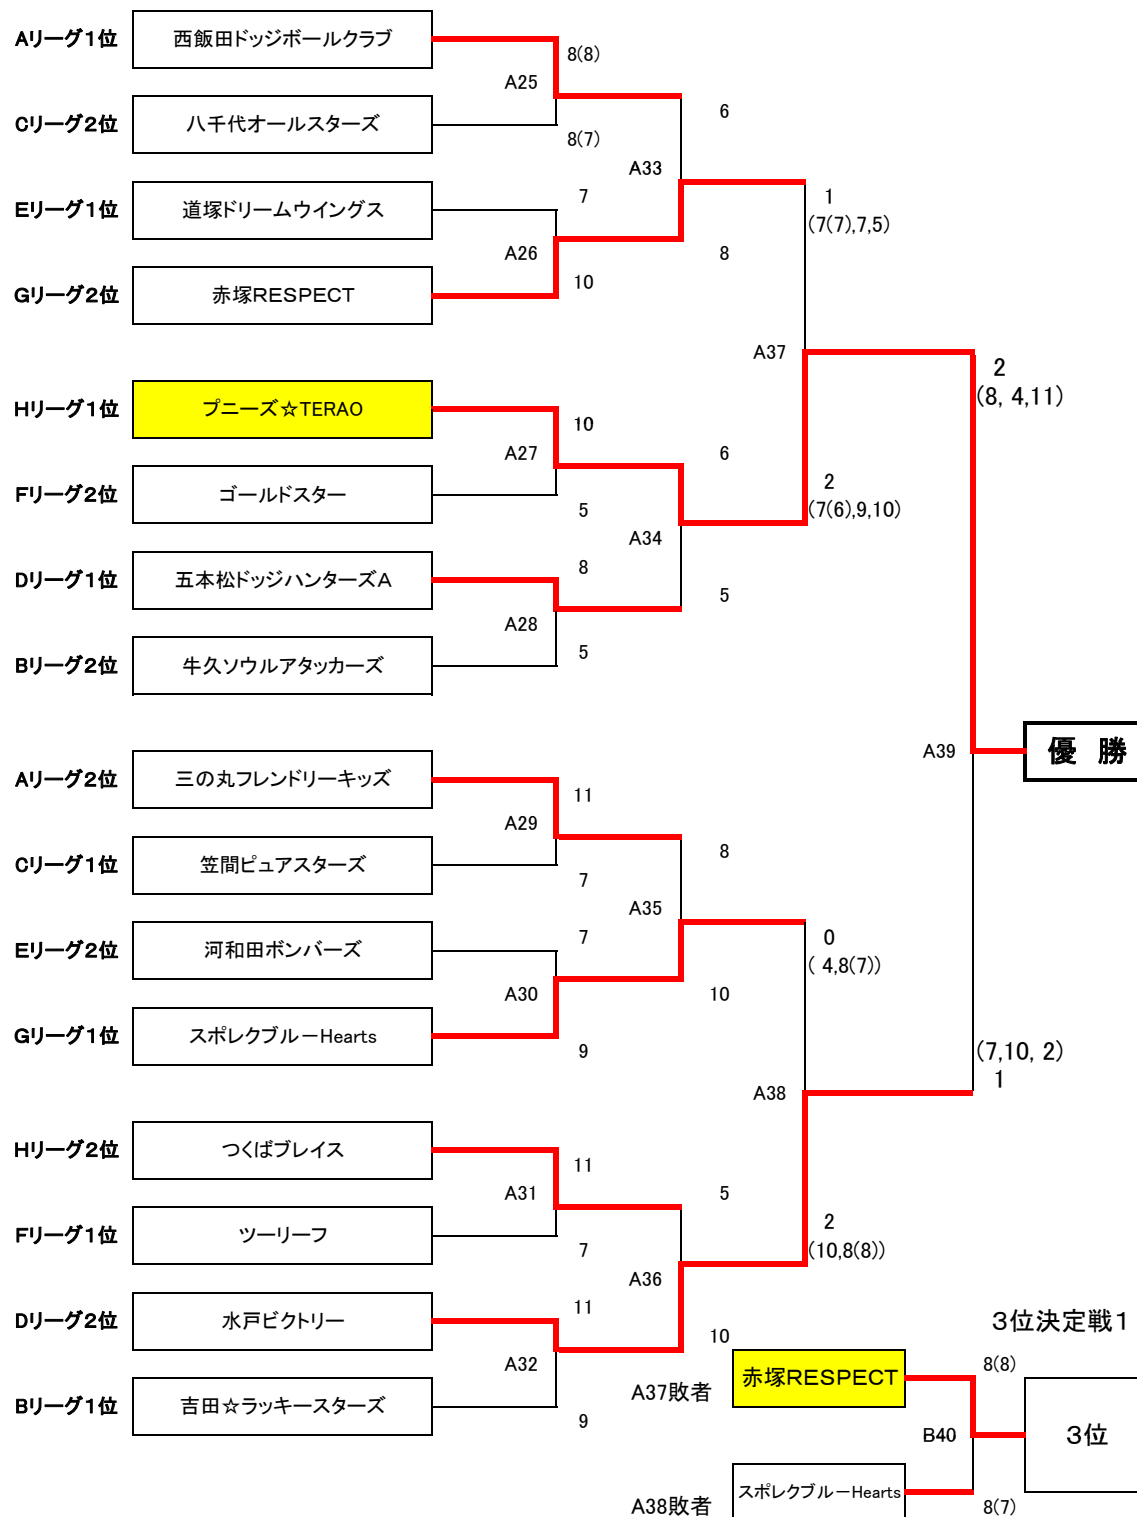 Aリーグ1位 西飯田ドッジボールクラブ
8(8)
A25
6
Cリーグ2位 八千代オールスターズ
8(7)
A33
Eリーグ1位 道塚ドリームウイングス
7
1
(7(7),7,5)
A26
8
Gリーグ2位 赤塚RESPECT
10
A37
2
(8, 4,11)
Hリーグ1位 プニーズ☆TERAO
10
A27
6
Fリーグ2位 ゴールドスター
5
2
(7(6),9,10)
A34
Dリーグ1位 五本松ドッジハンターズA
8
5
A28
Bリーグ2位 牛久ソウルアタッカーズ
5
A39
優 勝
Aリーグ2位 三の丸フレンドリーキッズ
11
A29
8
Cリーグ1位 笠間ピュアスターズ
7
A35
Eリーグ2位 河和田ボンバーズ
7
0
( 4,8(7))
A30
10
Gリーグ1位 スポレクブルーHearts
9
(7,10, 2)
1
A38
Hリーグ2位 つくばブレイス
11
A31
5
Fリーグ1位 ツーリーフ
7
2
(10,8(8))
A36
Dリーグ2位 水戸ビクトリー
11
10
3位決定戦1
A32
8(8)
A37敗者 赤塚RESPECT
Bリーグ1位 吉田☆ラッキースターズ
9
B40
3位
A38敗者 スポレクブルーHearts
8(7)